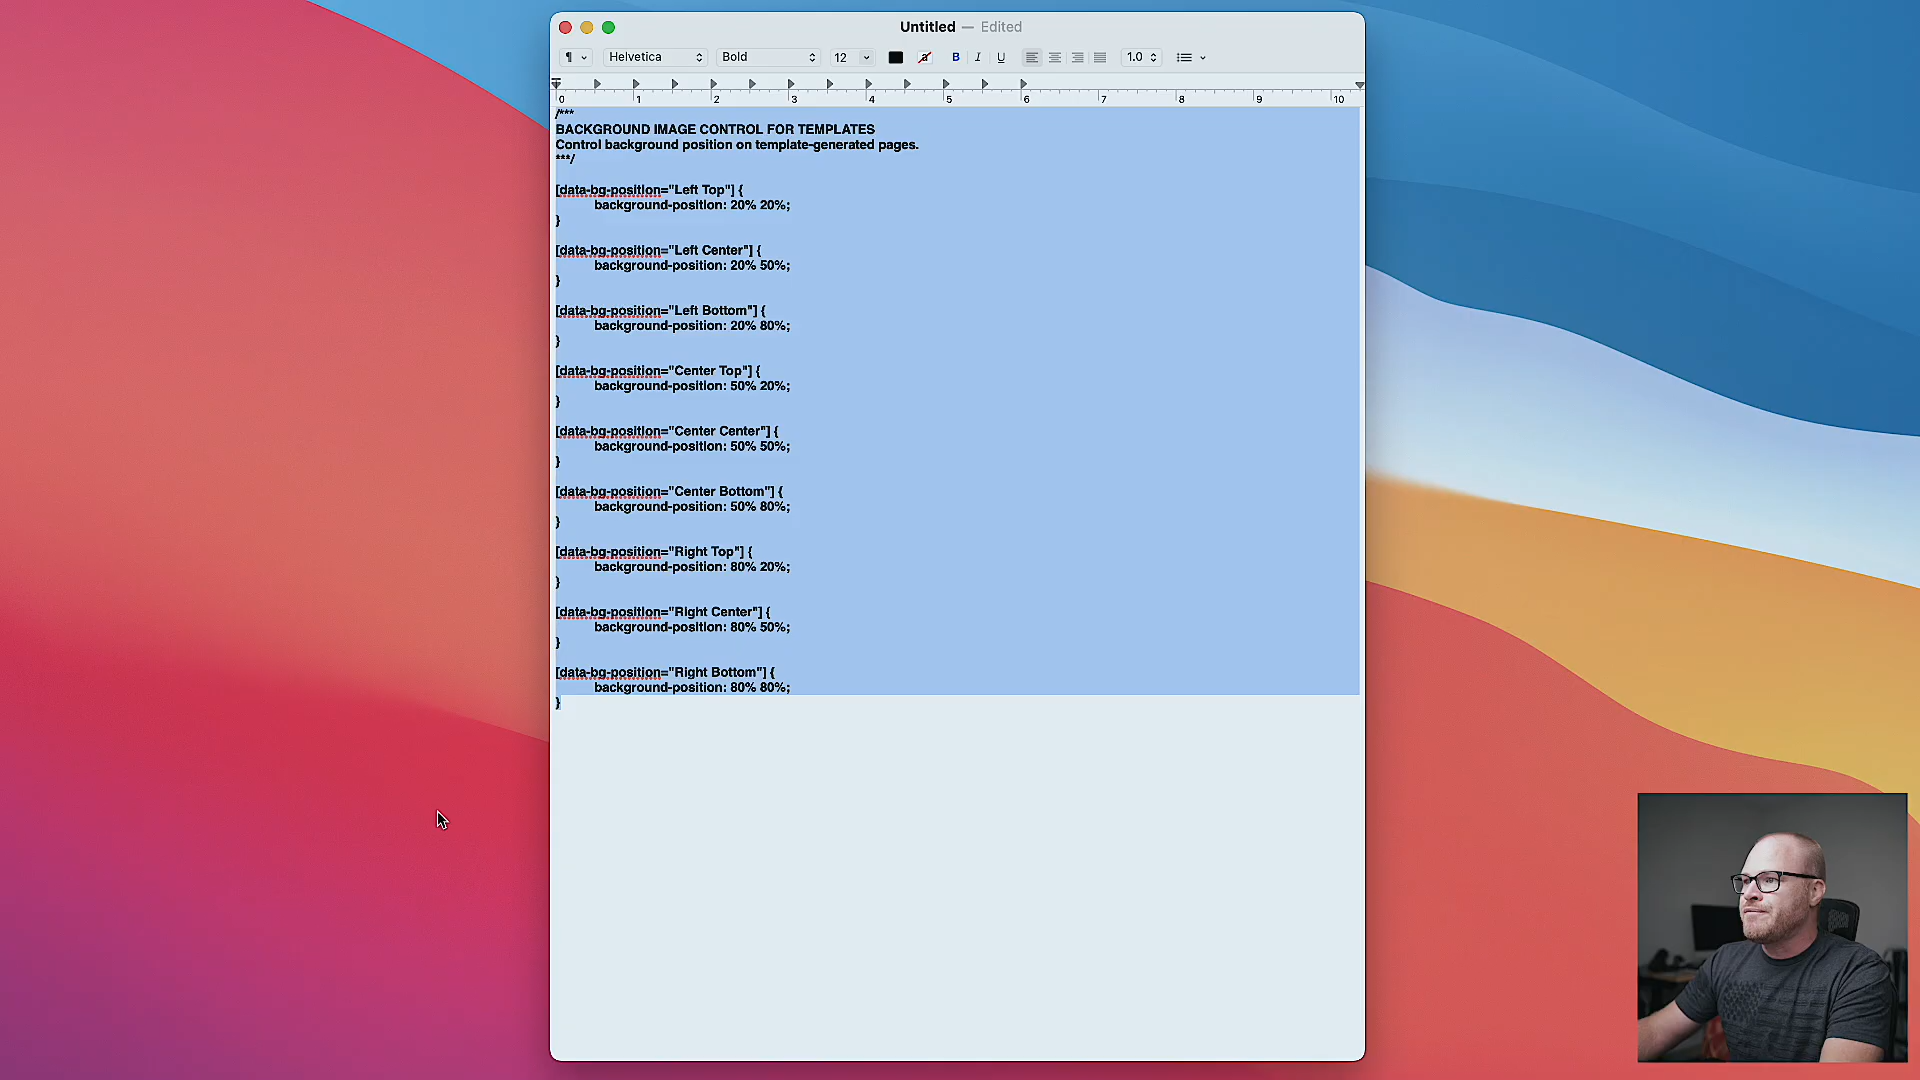 Untitled — Edited
¶ Helvetica Bold 12 a B I U 1.0
0 1 2 3 4 5 6 7 8 9 10
/***
BACKGROUND IMAGE CONTROL FOR TEMPLATES
Control background position on template-generated pages.
***/
[data-bg-position="Left Top"] {
background-position: 20% 20%;
}
[data-bg-position="Left Center"] {
background-position: 20% 50%;
}
[data-bg-position="Left Bottom"] {
background-position: 20% 80%;
}
[data-bg-position="Center Top"] {
background-position: 50% 20%;
}
[data-bg-position="Center Center"] {
background-position: 50% 50%;
}
[data-bg-position="Center Bottom"] {
background-position: 50% 80%;
}
[data-bg-position="Right Top"] {
background-position: 80% 20%;
}
[data-bg-position="Right Center"] {
background-position: 80% 50%;
}
[data-bg-position="Right Bottom"] {
background-position: 80% 80%;
}